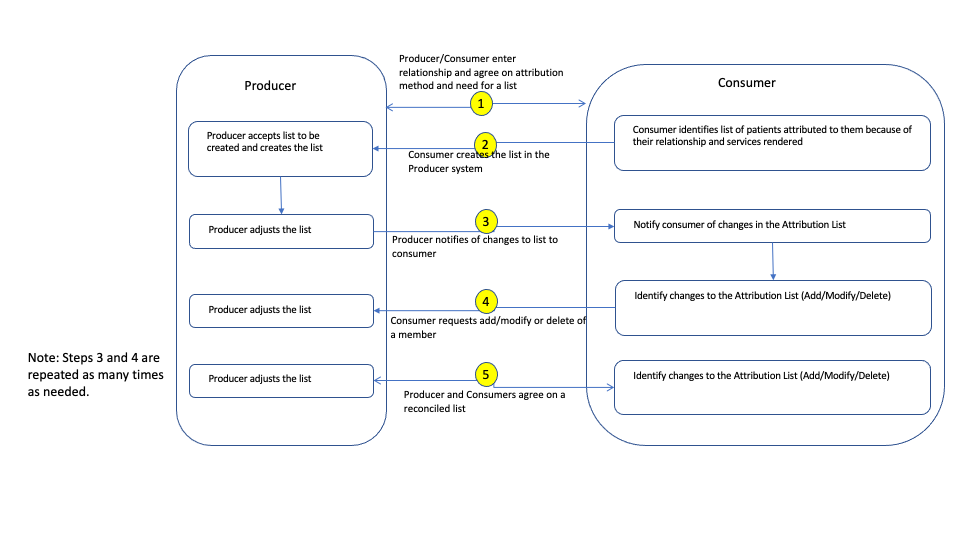 Producer/Consumer enter
relationship and agree on attribution
method and need for a list
Producer
Consumer
1
Producer accepts list to be
created and creates the list
2
Consumer creates the list in the
Producer system
Consumer identifies list of patients attributed to them because of
their relationship and services rendered
Producer adjusts the list
3
Producer notifies of changes to list to
consumer
Notify consumer of changes in the Attribution List
Producer adjusts the list
4
Consumer requests add/modify or delete of
a member
Identify changes to the Attribution List (Add/Modify/Delete)
Note: Steps 3 and 4 are
repeated as many times
as needed.
Producer adjusts the list
5
Producer and Consumers agree on a
reconciled list
Identify changes to the Attribution List (Add/Modify/Delete)